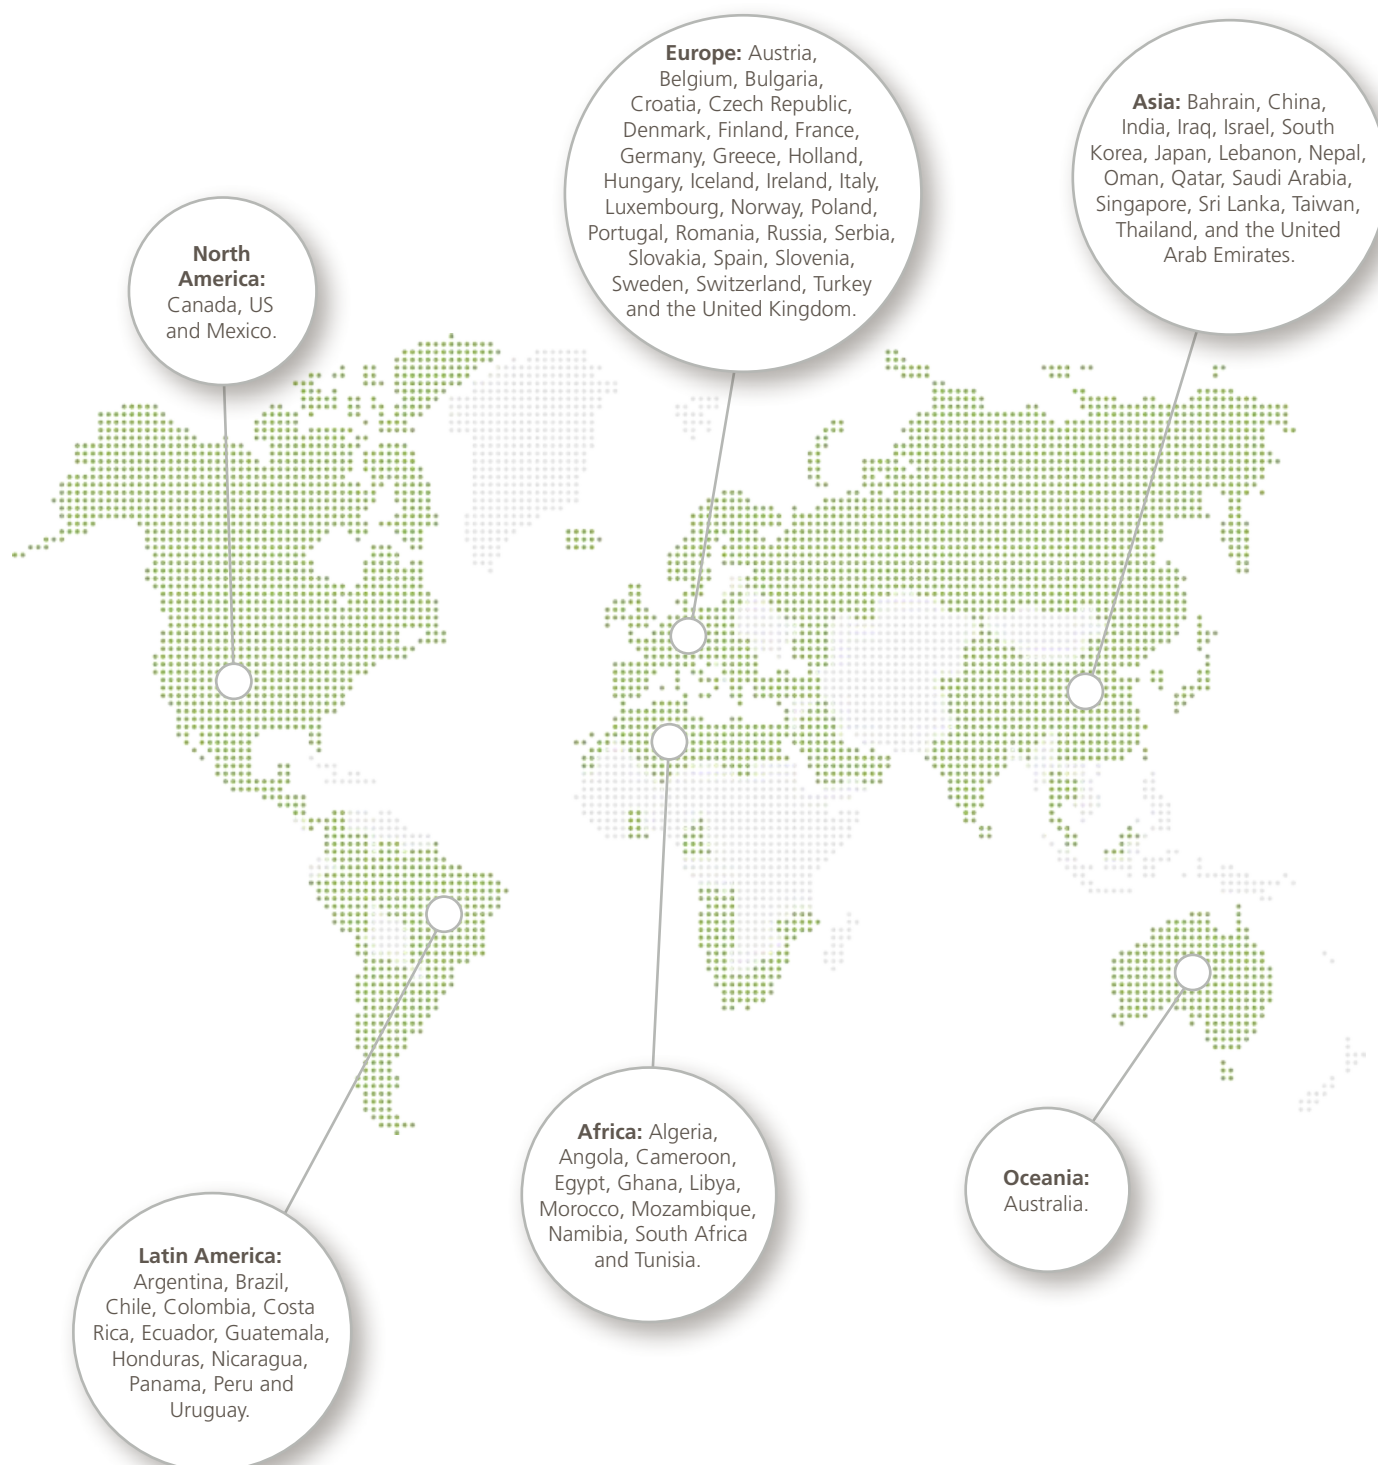 Europe: Austria,
Belgium, Bulgaria,
Croatia, Czech Republic,
Denmark, Finland, France,
Germany, Greece, Holland,
Hungary, Iceland, Ireland, Italy,
Luxembourg, Norway, Poland,
Portugal, Romania, Russia, Serbia,
Slovakia, Spain, Slovenia,
Sweden, Switzerland, Turkey
and the United Kingdom.
Asia: Bahrain, China,
India, Iraq, Israel, South
Korea, Japan, Lebanon, Nepal,
Oman, Qatar, Saudi Arabia,
Singapore, Sri Lanka, Taiwan,
Thailand, and the United
Arab Emirates.
North
America:
Canada, US
and Mexico.
Africa: Algeria,
Angola, Cameroon,
Egypt, Ghana, Libya,
Morocco, Mozambique,
Namibia, South Africa
and Tunisia.
Oceania:
Australia.
Latin America:
Argentina, Brazil,
Chile, Colombia, Costa
Rica, Ecuador, Guatemala,
Honduras, Nicaragua,
Panama, Peru and
Uruguay.